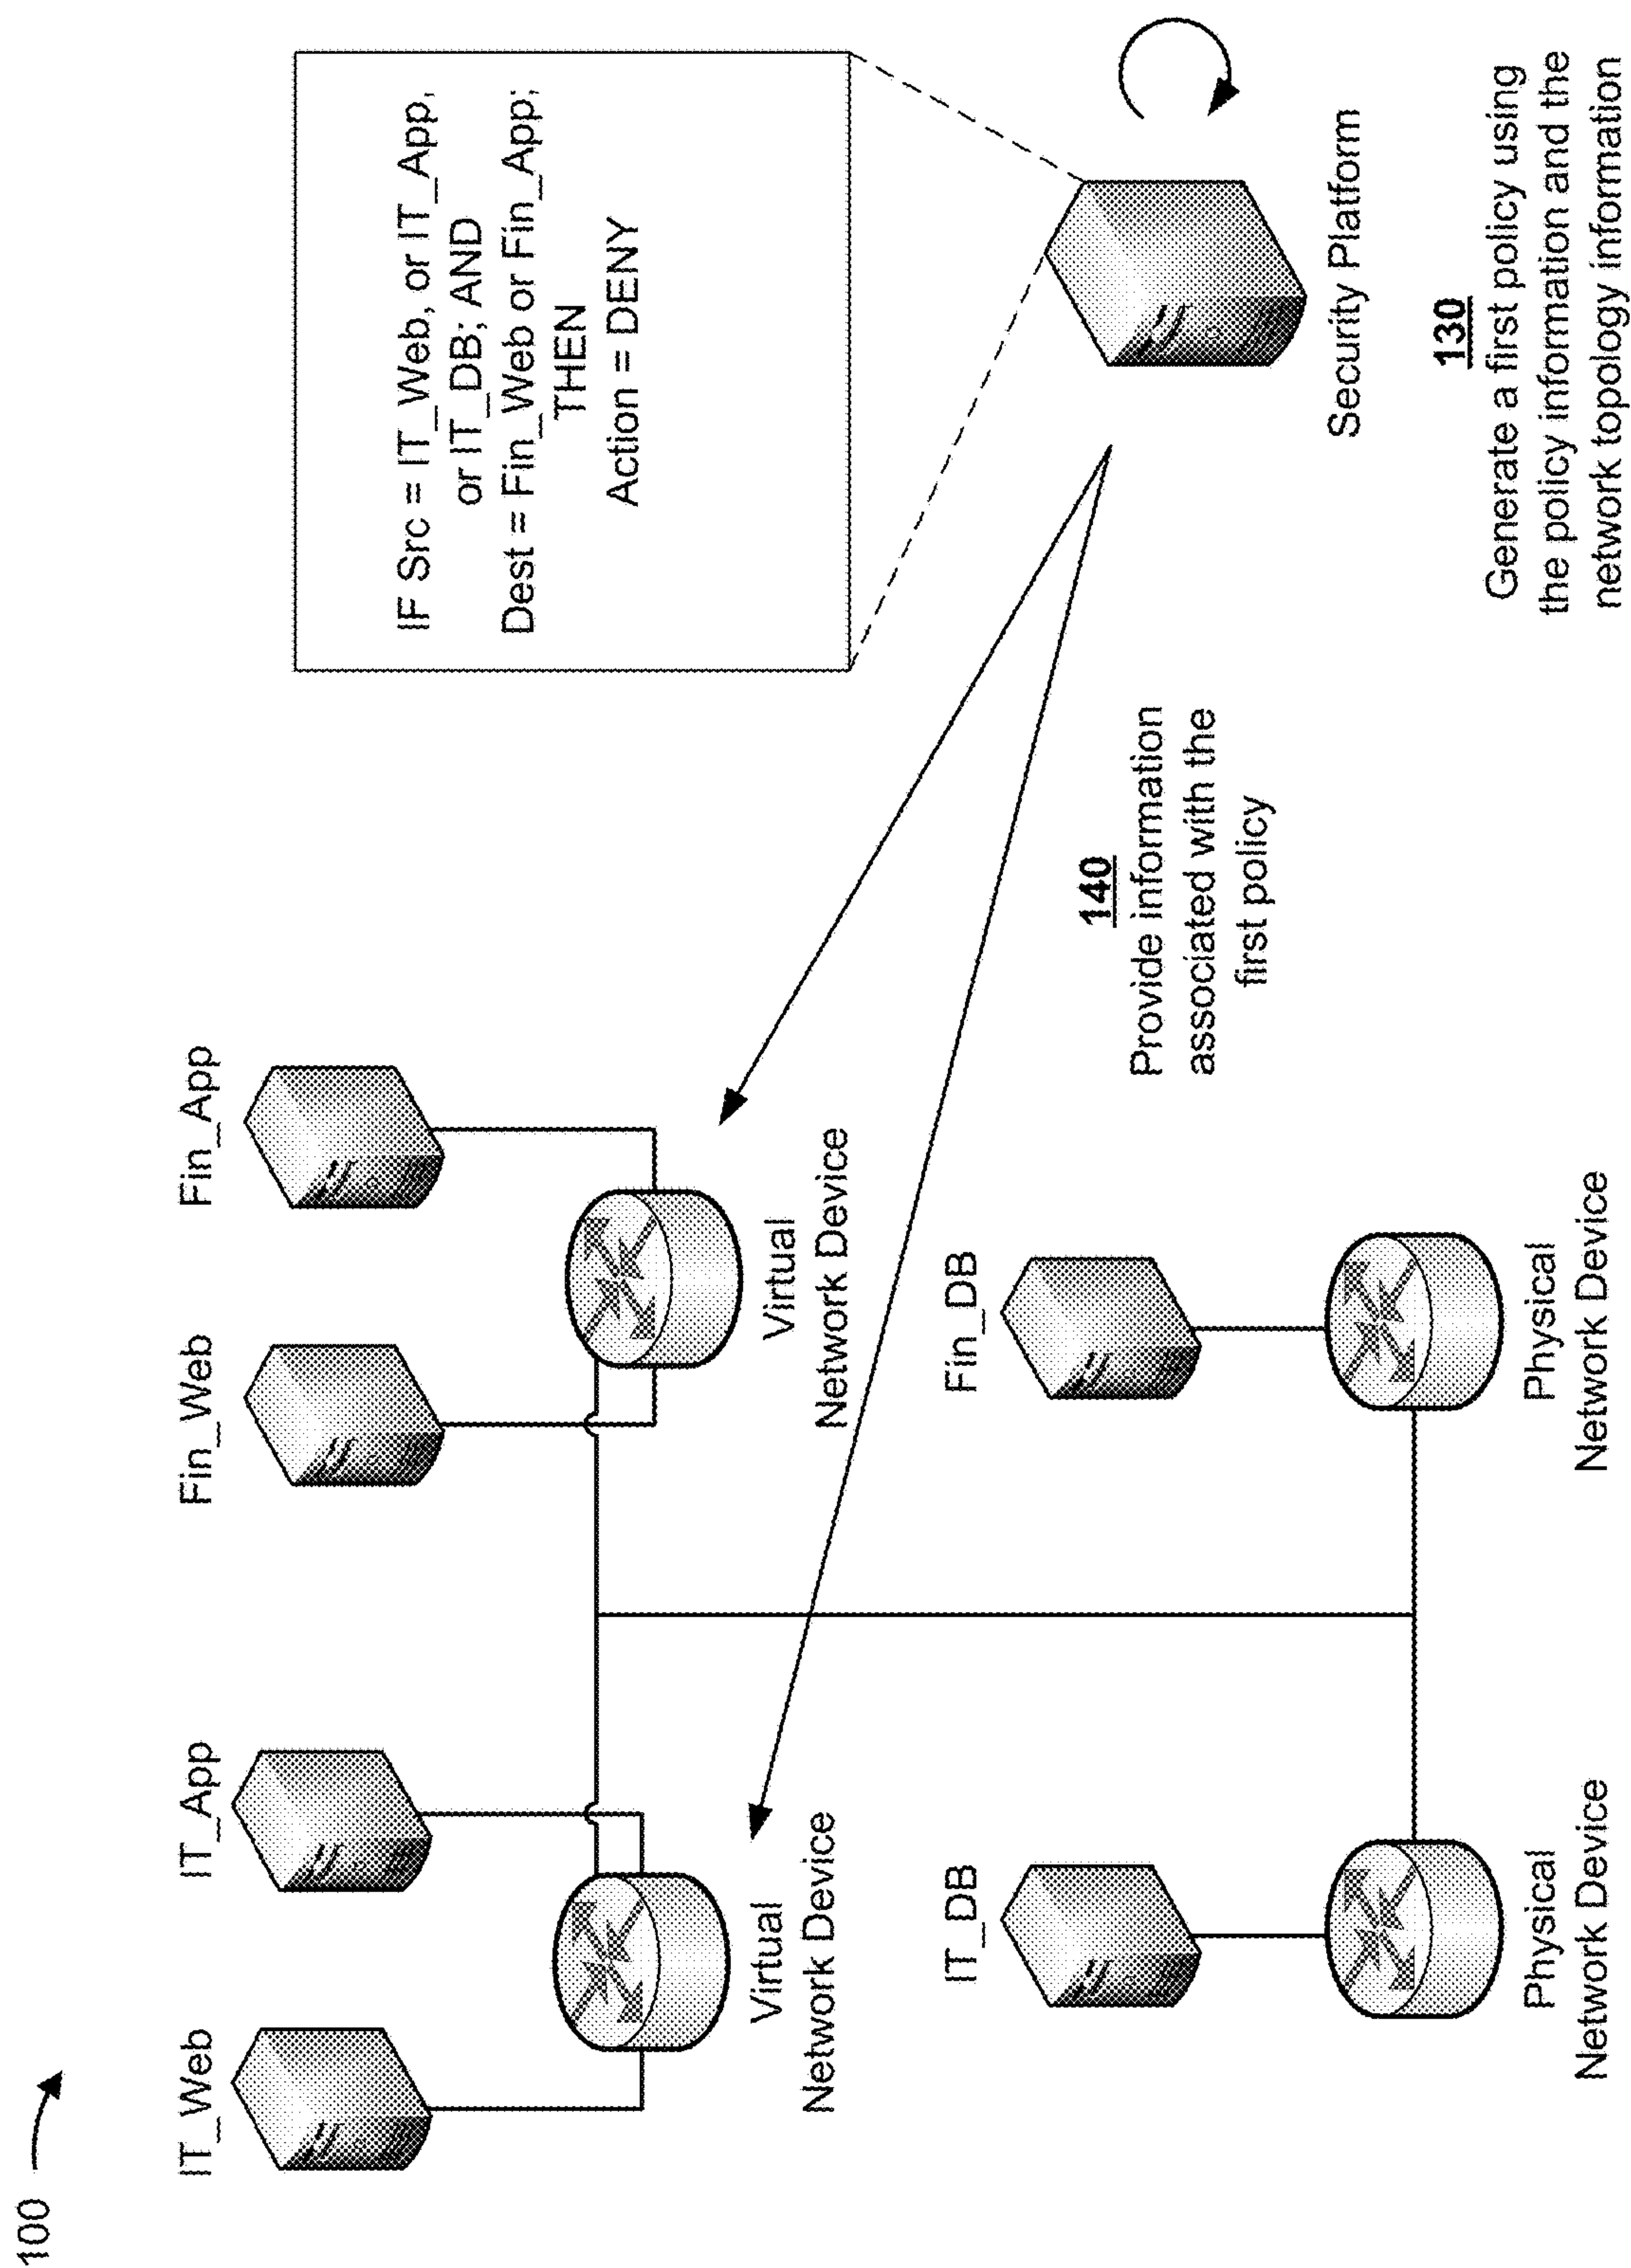 100
IT_Web
IT_App
Fin_Web
Fin_App
Virtual
Network Device
Virtual
Network Device
IF Src = IT_Web, or IT_App,
or IT_DB; AND
Dest = Fin_Web or Fin_App;
THEN
Action = DENY
IT_DB
Fin_DB
Physical
Network Device
Physical
Network Device
140
Provide information
associated with the
first policy
Security Platform
130
Generate a first policy using
the policy information and the
network topology information